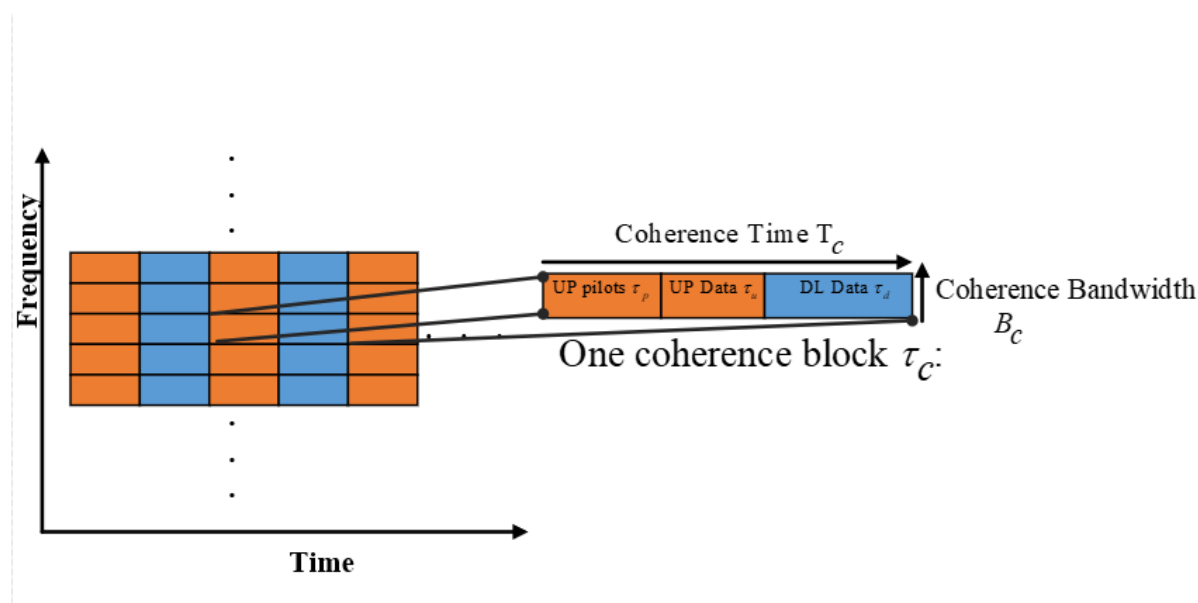 Frequency
Coherence Time T_c
UP pilots τ_p
UP Data τ_u
DL Data τ_d
Coherence Bandwidth
B_c
One coherence block τ_c:
Time